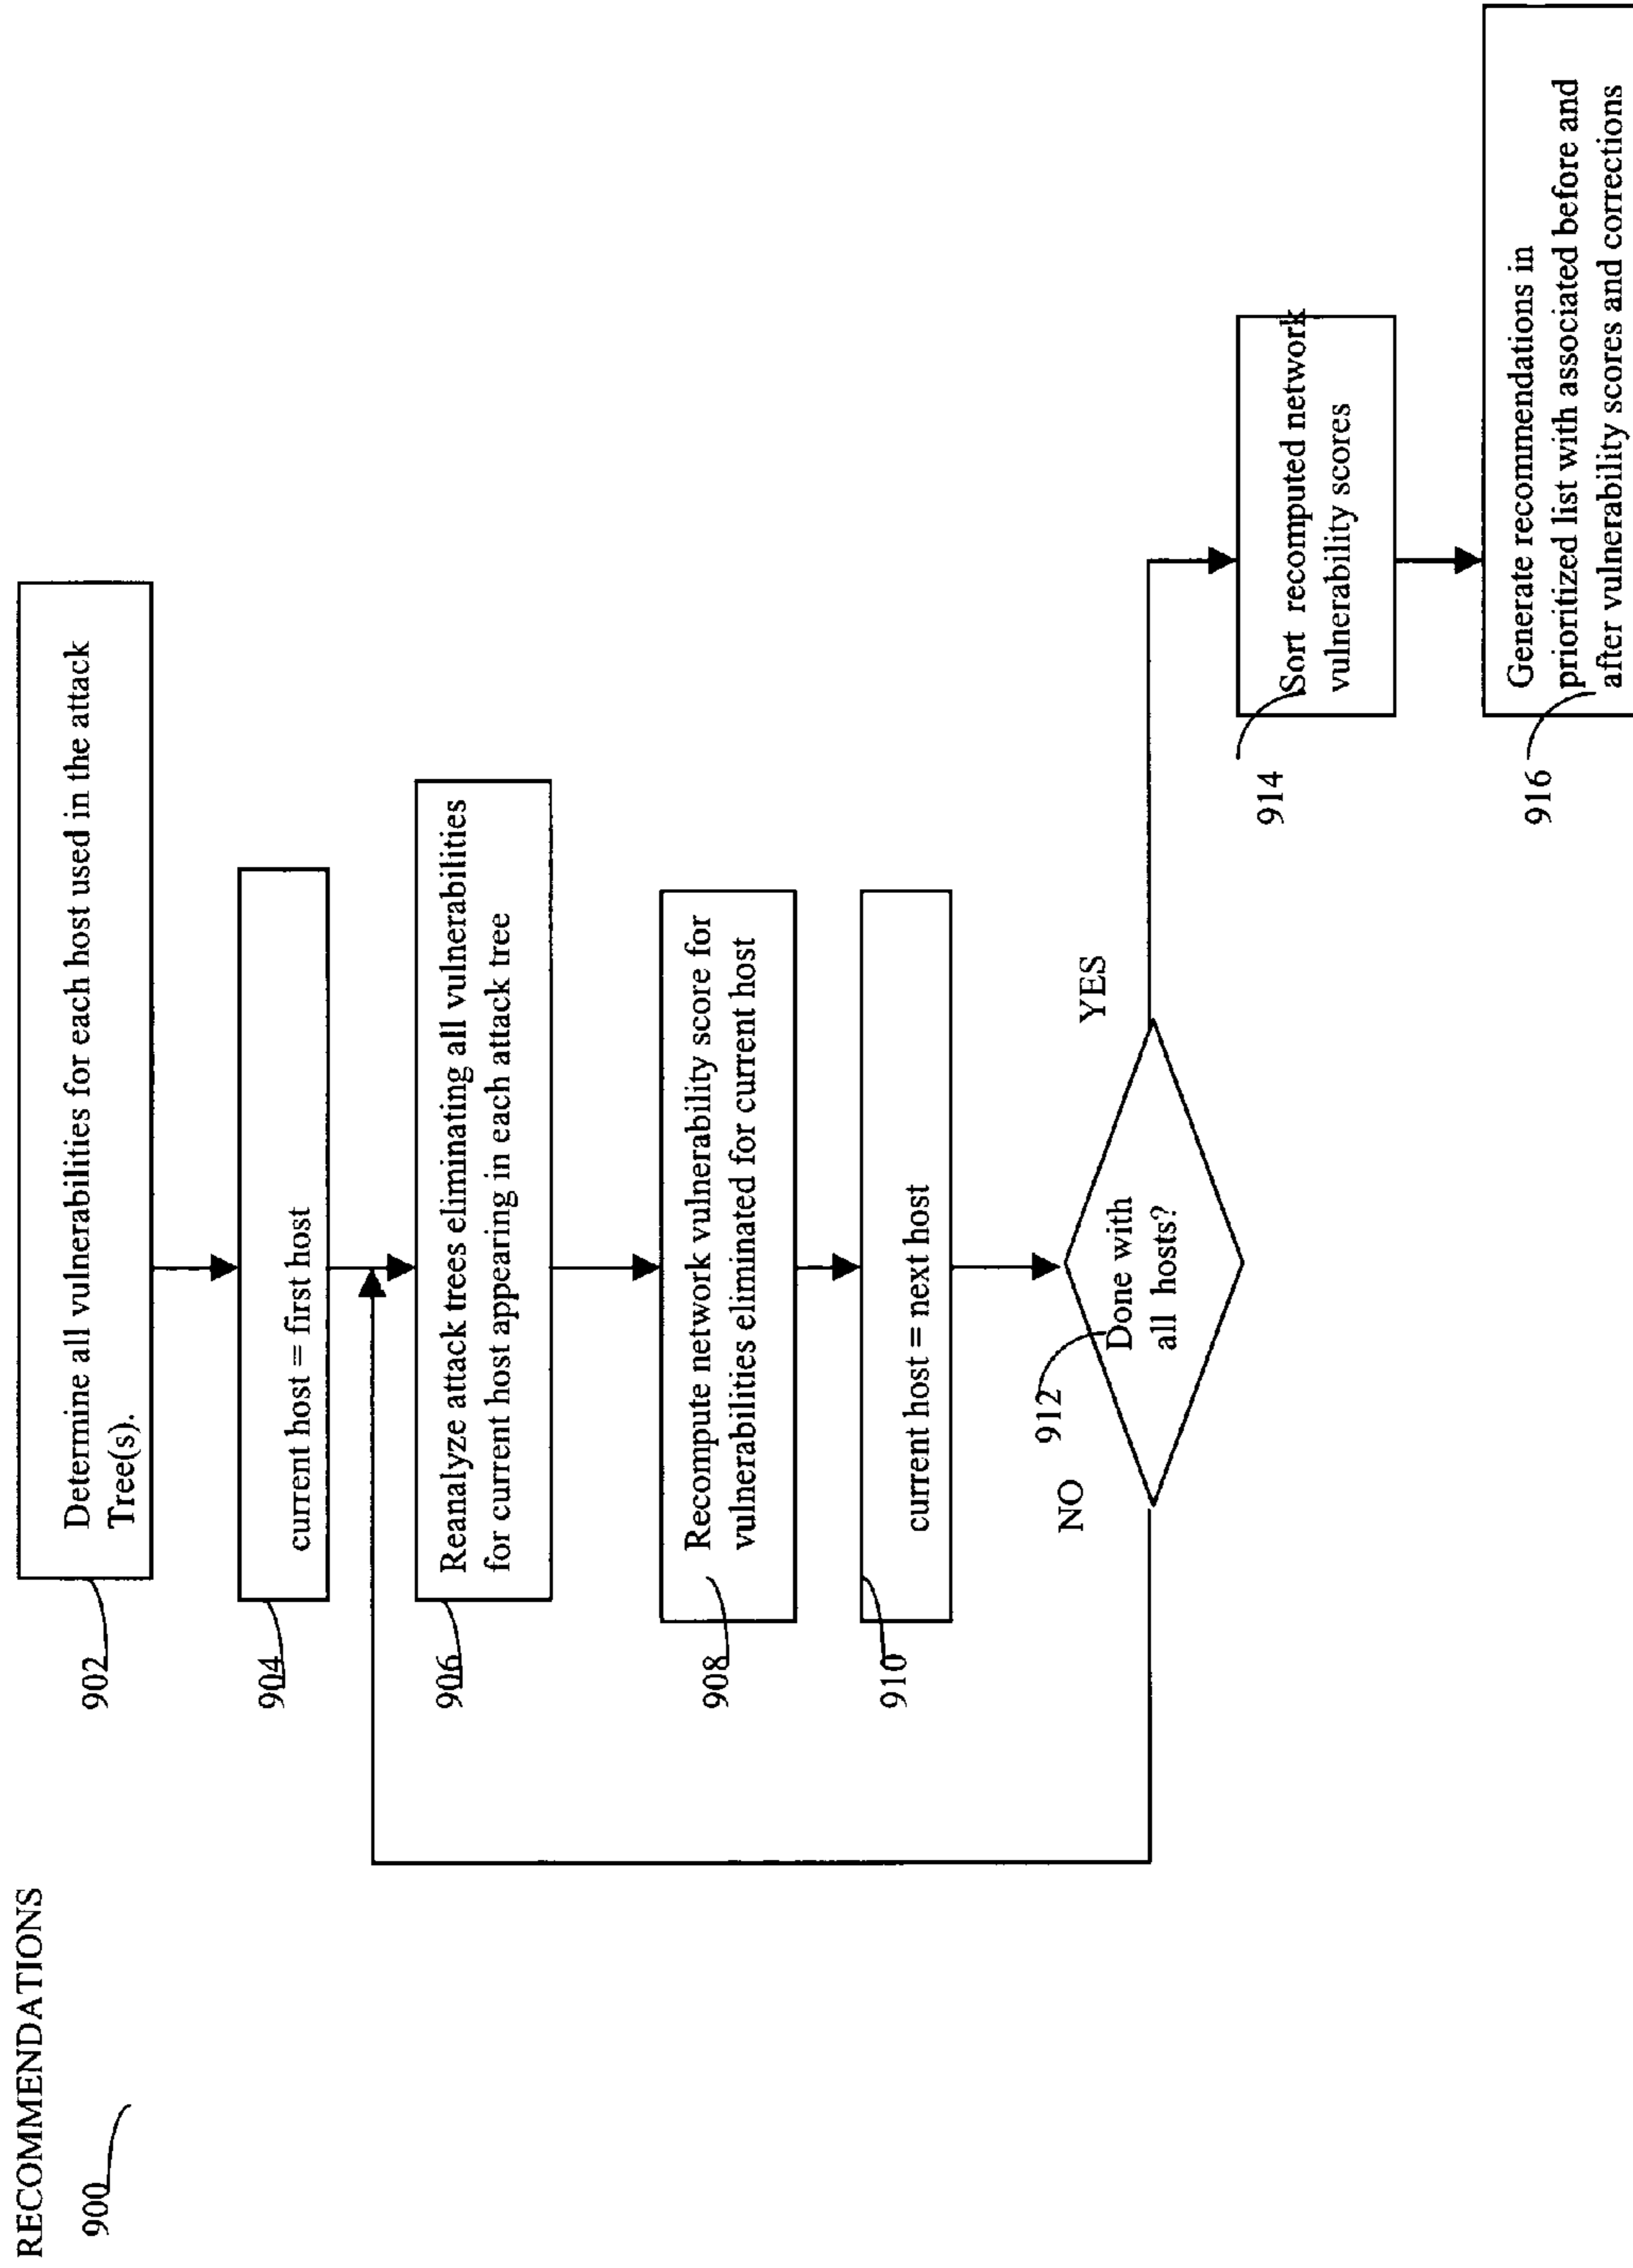 RECOMMENDATIONS
900
902
Determine all vulnerabilities for each host used in the attack
Tree(s).
904
current host = first host
906
Reanalyze attack trees eliminating all vulnerabilities
for current host appearing in each attack tree
908
Recompute network vulnerability score for
vulnerabilities eliminated for current host
910
current host = next host
NO
912
Done with
all hosts?
YES
914
Sort recomputed network
vulnerability scores
916
Generate recommendations in
prioritized list with associated before and
after vulnerability scores and corrections